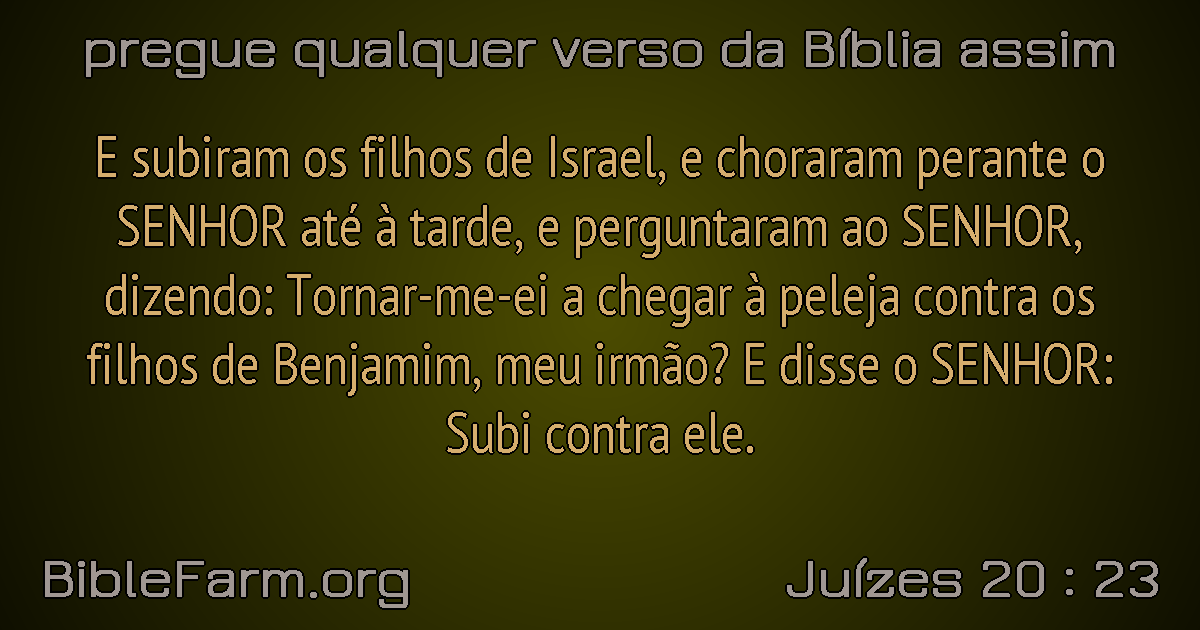 pregue qualquer verso da Bíblia assim
E subiram os filhos de Israel, e choraram perante o
SENHOR até à tarde, e perguntaram ao SENHOR,
dizendo: Tornar-me-ei a chegar à peleja contra os
filhos de Benjamim, meu irmão? E disse o SENHOR:
Subi contra ele.
BibleFarm.org
Juízes 20 : 23